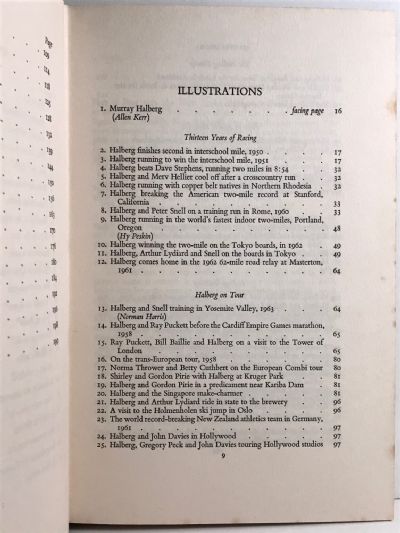 Page
ILLUSTRATIONS
1. Murray Halberg . . . . . . facing page 16
(Allen Kerr)
Thirteen Years of Racing
2. Halberg finishes second in interschool mile, 1950 . . . . 17
3. Halberg running to win the interschool mile, 1951 . . . . 17
4. Halberg beats Dave Stephens, running two miles in 8:54 . . 32
5. Halberg and Merv Hellier cool off after a crosscountry run . . 32
6. Halberg running with copper belt natives in Northern Rhodesia . 32
7. Halberg breaking the American two-mile record at Stanford,
California . . . . . . . . . 33
8. Halberg and Peter Snell on a training run in Rome, 1960 . . 33
9. Halberg running in the world's fastest indoor two-miles, Portland,
Oregon . . . . . . . . . 48
(Hy Peskin)
10. Halberg winning the two-mile on the Tokyo boards, in 1962 . . 49
11. Halberg, Arthur Lydiard and Snell on the boards in Tokyo . . 49
12. Halberg comes home in the 1962 62-mile road relay at Masterton,
1961 . . . . . . . . . 64
Halberg on Tour
13. Halberg and Snell training in Yosemite Valley, 1963 . . . 64
(Norman Harris)
14. Halberg and Ray Puckett before the Cardiff Empire Games marathon,
1958 . . . . . . . . . 65
15. Ray Puckett, Bill Baillie and Halberg on a visit to the Tower of
London . . . . . . . . . 65
16. On the trans-European tour, 1958 . . . . . . 80
17. Norma Thrower and Betty Cuthbert on the European Combi tour 80
18. Shirley and Gordon Pirie with Halberg at Kruger Park . . 81
19. Halberg and Gordon Pirie in a predicament near Kariba Dam . 81
20. Halberg and the Singapore snake-charmer . . . . 81
21. Halberg and Arthur Lydiard ride in state to the brewery . . 96
22. A visit to the Holmenholen ski jump in Oslo . . . . 96
23. The world record-breaking New Zealand athletics team in Germany,
1961 . . . . . . . . . 97
24. Halberg and John Davies in Hollywood . . . . 97
25. Halberg, Gregory Peck and John Davies touring Hollywood studios 97
9